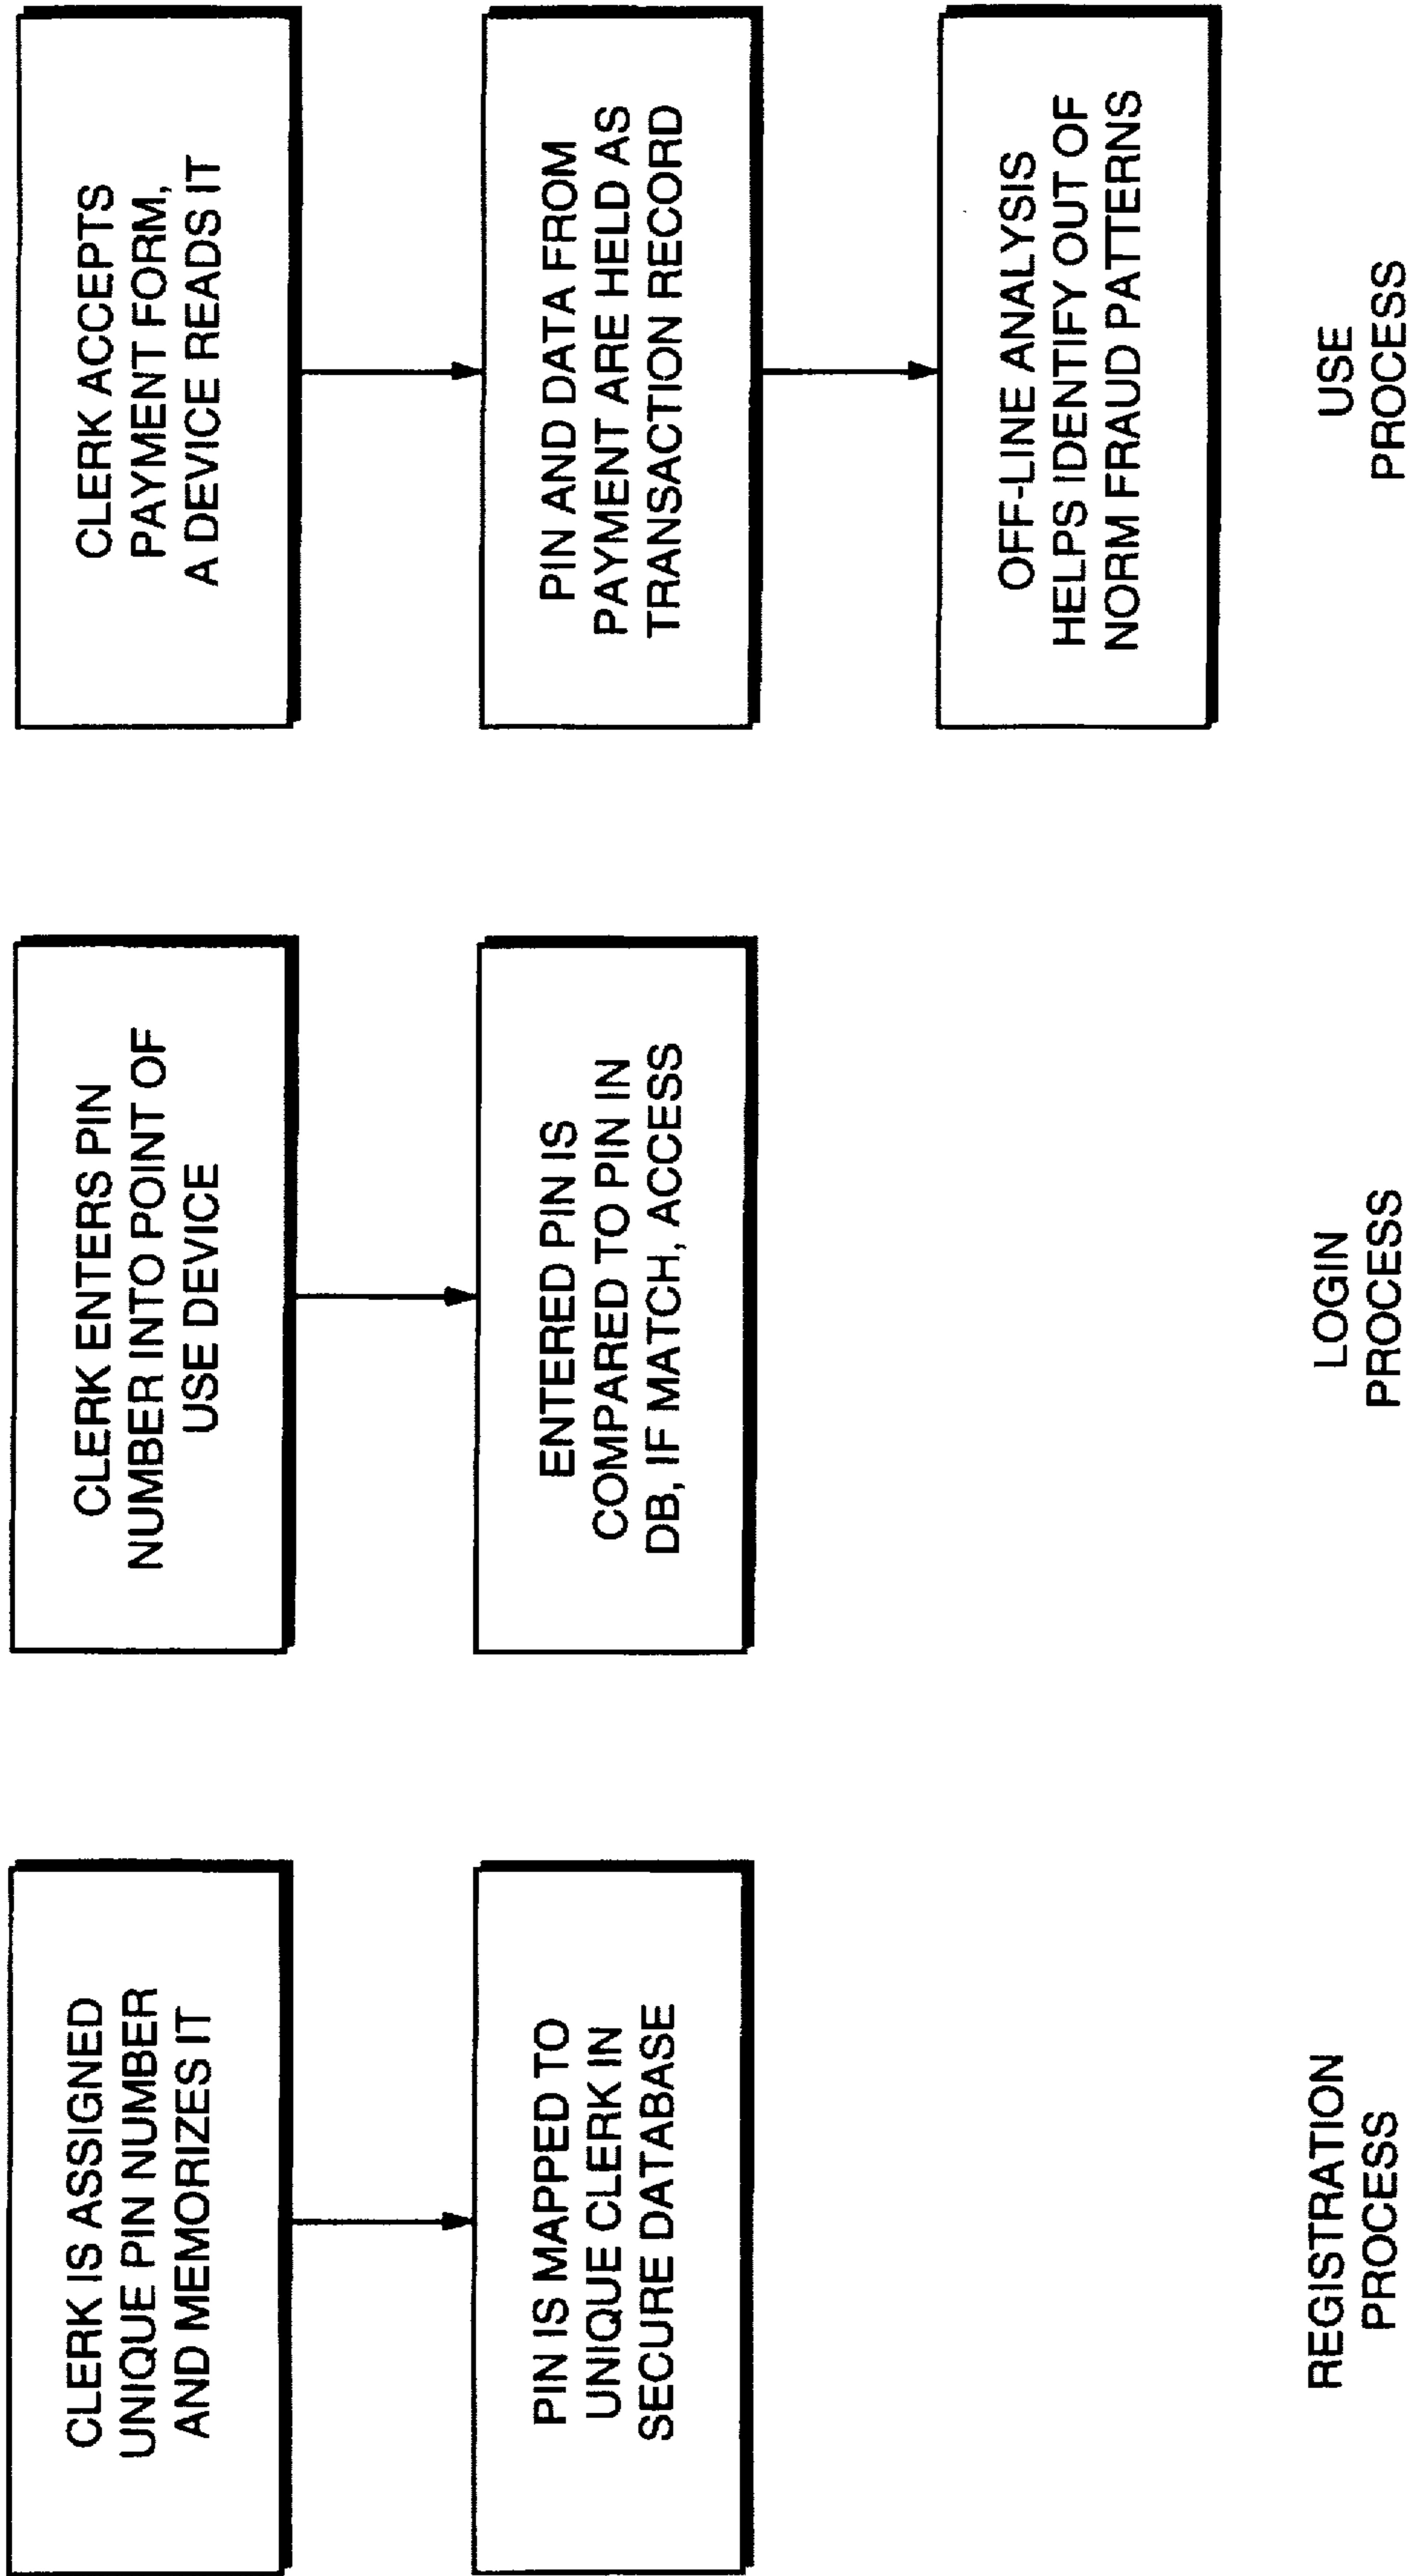 CLERK IS ASSIGNED
UNIQUE PIN NUMBER
AND MEMORIZES IT
PIN IS MAPPED TO
UNIQUE CLERK IN
SECURE DATABASE
REGISTRATION
PROCESS
CLERK ENTERS PIN
NUMBER INTO POINT OF
USE DEVICE
ENTERED PIN IS
COMPARED TO PIN IN
DB, IF MATCH, ACCESS
LOGIN
PROCESS
CLERK ACCEPTS
PAYMENT FORM,
A DEVICE READS IT
PIN AND DATA FROM
PAYMENT ARE HELD AS
TRANSACTION RECORD
OFF-LINE ANALYSIS
HELPS IDENTIFY OUT OF
NORM FRAUD PATTERNS
USE
PROCESS